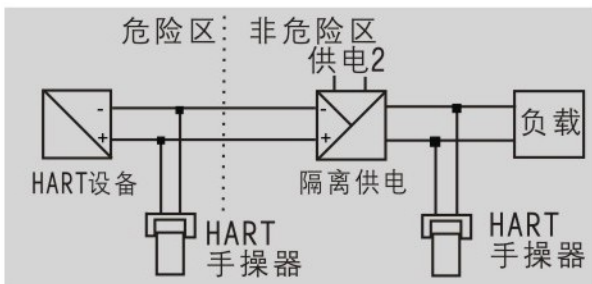 危险区 非危险区
供电2
- -
+ +
负载
HART设备 隔离供电
HART HART
手操器 手操器